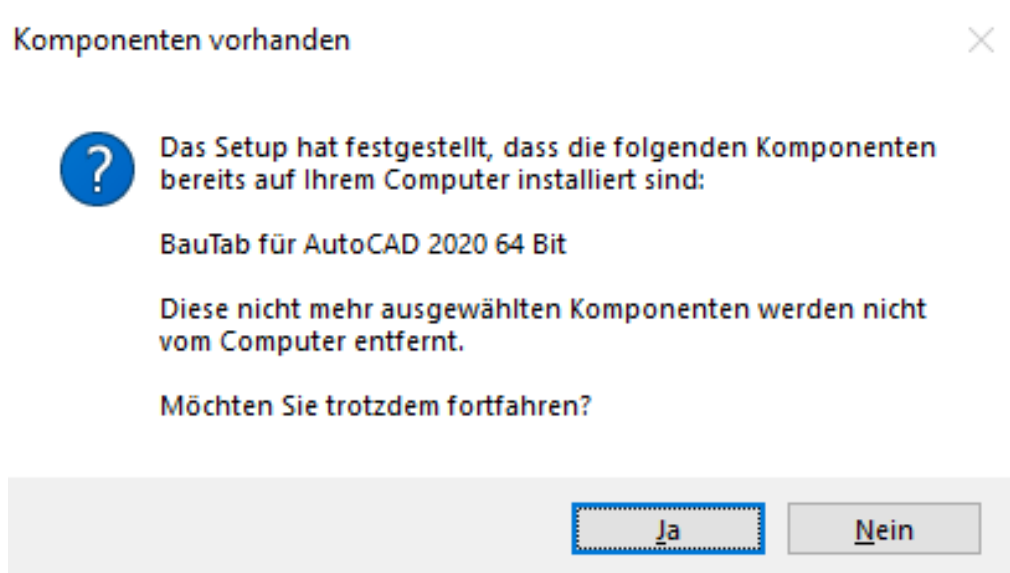 Komponenten vorhanden
Das Setup hat festgestellt, dass die folgenden Komponenten
bereits auf Ihrem Computer installiert sind:
BauTab für AutoCAD 2020 64 Bit
Diese nicht mehr ausgewählten Komponenten werden nicht
vom Computer entfernt.
Möchten Sie trotzdem fortfahren?
Ja
Nein